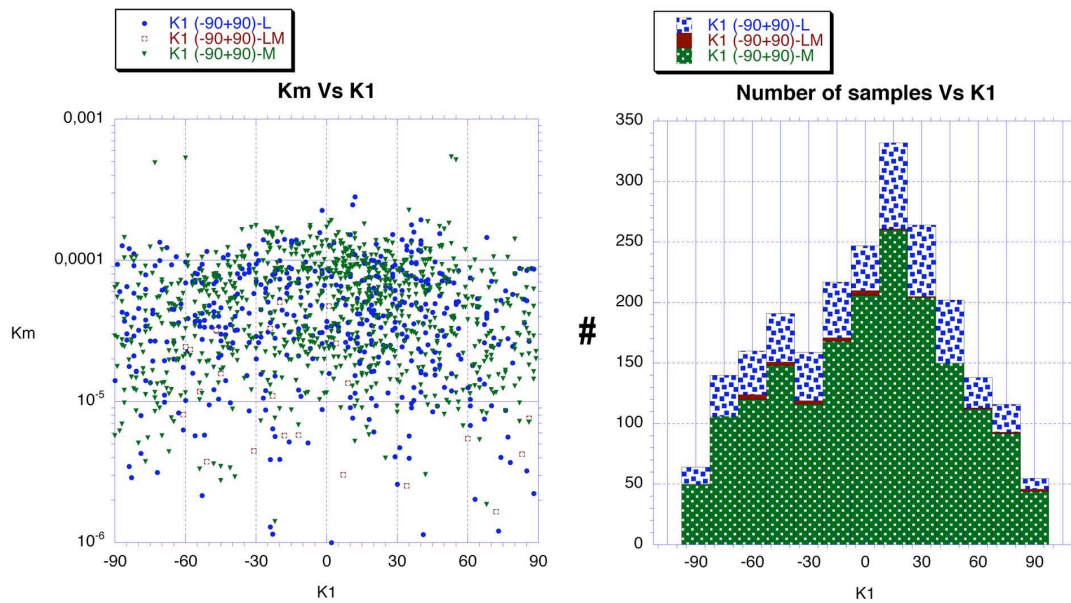 K1 (-90+90)-L
K1 (-90+90)-LM
K1 (-90+90)-M
Km Vs K1
0,001
0,0001
Km
10-5
10-6
-90 -60 -30 0 30 60 90
K1
#
K1 (-90+90)-L
K1 (-90+90)-LM
K1 (-90+90)-M
Number of samples Vs K1
350
300
250
200
150
100
50
0
-90 -60 -30 0 30 60 90
K1